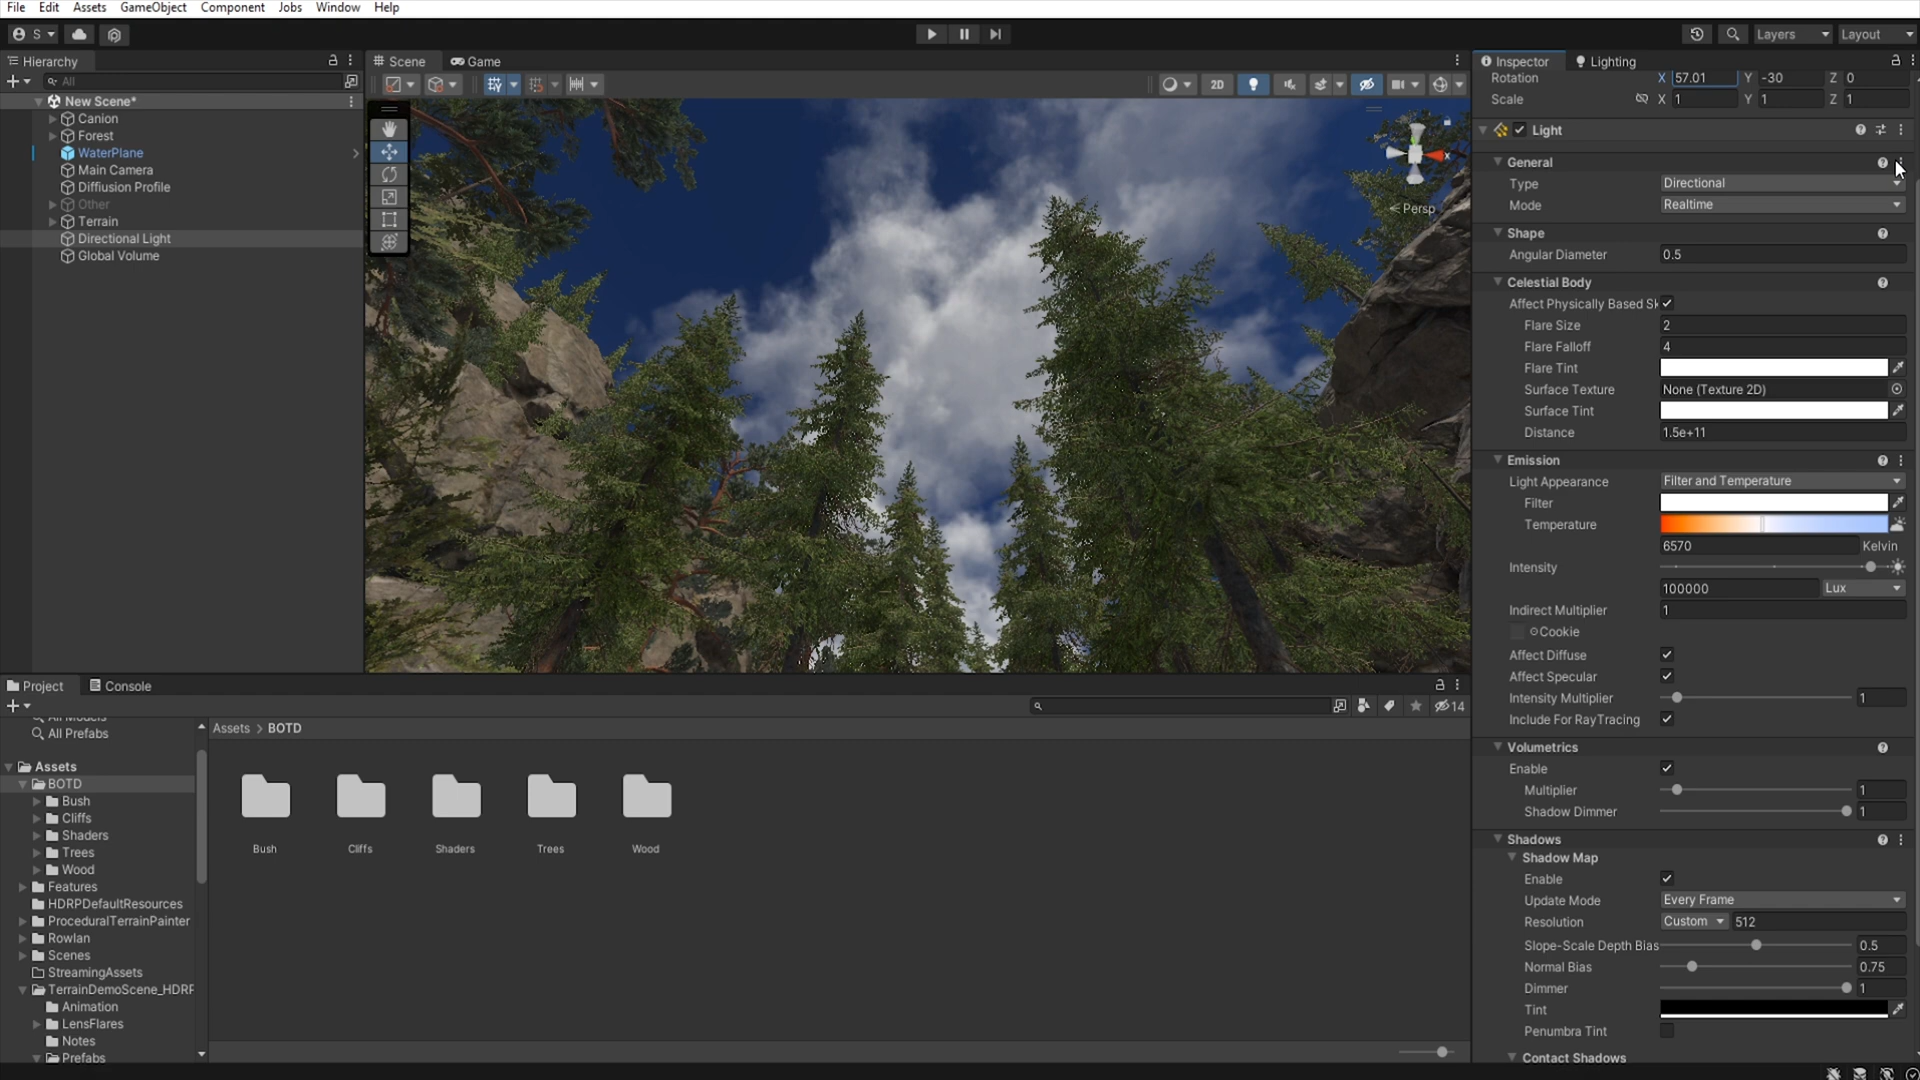 File Edit Assets GameObject Component Jobs Window Help
S Layers Layout
Hierarchy
Scene Game
Inspector Lighting
All
2D
Rotation X 57.01 Y -30 Z 0
Scale X 1 Y 1 Z 1
New Scene*
Canion
Forest
WaterPlane
Main Camera
Diffusion Profile
Other
Terrain
Directional Light
Global Volume
x
Persp
Light
General
Type Directional
Mode Realtime
Shape
Angular Diameter 0.5
Celestial Body
Affect Physically Based Sk
Flare Size 2
Flare Falloff 4
Flare Tint
Surface Texture None (Texture 2D)
Surface Tint
Distance 1.5e+11
Emission
Light Appearance Filter and Temperature
Filter
Temperature
6570 Kelvin
Intensity
100000 Lux
Indirect Multiplier 1
Cookie
Affect Diffuse
Affect Specular
Intensity Multiplier 1
Include For RayTracing
Volumetrics
Enable
Multiplier 1
Shadow Dimmer 1
Shadows
Shadow Map
Enable
Update Mode Every Frame
Resolution Custom 512
Slope-Scale Depth Bias 0.5
Normal Bias 0.75
Dimmer 1
Tint
Penumbra Tint
Contact Shadows
Project Console
14
All Models
All Prefabs
Assets
BOTD
Bush
Cliffs
Shaders
Trees
Wood
Features
HDRPDefaultResources
ProceduralTerrainPainter
Rowlan
Scenes
StreamingAssets
TerrainDemoScene_HDRP
Animation
LensFlares
Notes
Prefabs
Assets > BOTD
Bush Cliffs Shaders Trees Wood